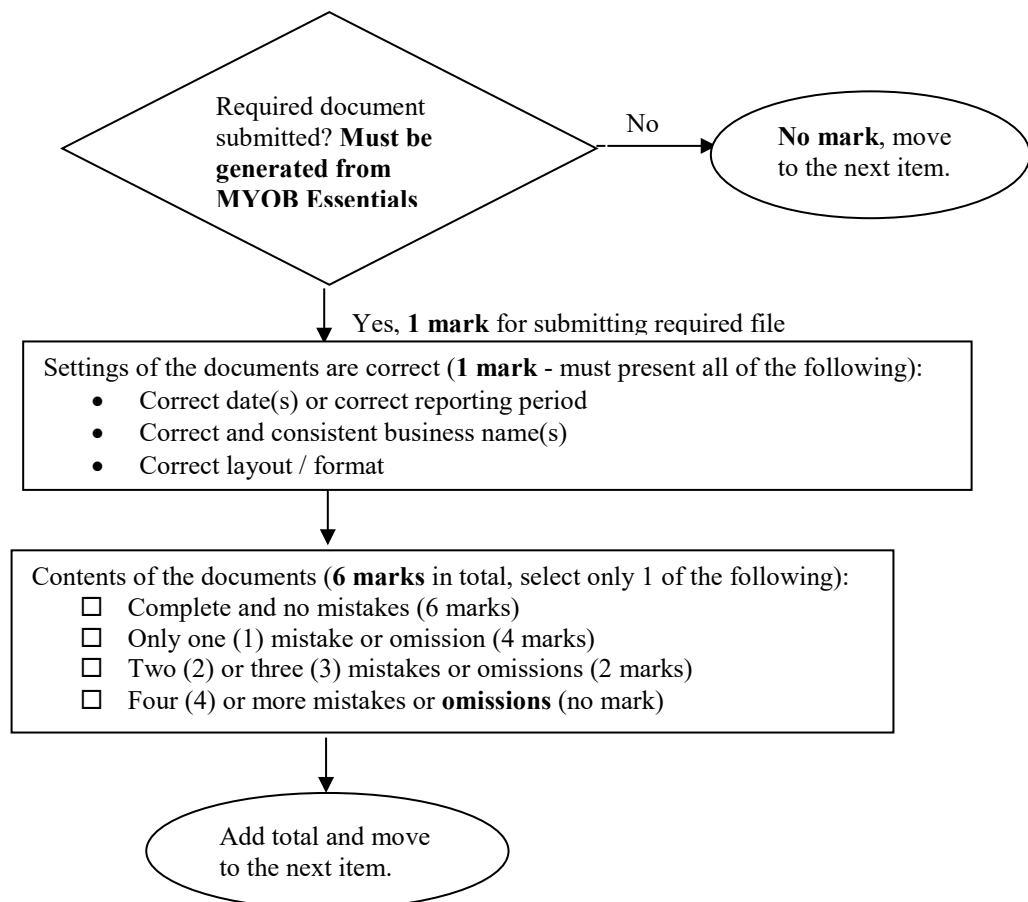 Required document
submitted? Must be
generated from
MYOB Essentials
No
No mark, move
to the next item.
Yes, 1 mark for submitting required file
Settings of the documents are correct (1 mark - must present all of the following):
• Correct date(s) or correct reporting period
• Correct and consistent business name(s)
• Correct layout / format
Contents of the documents (6 marks in total, select only 1 of the following):
☐ Complete and no mistakes (6 marks)
☐ Only one (1) mistake or omission (4 marks)
☐ Two (2) or three (3) mistakes or omissions (2 marks)
☐ Four (4) or more mistakes or omissions (no mark)
Add total and move
to the next item.